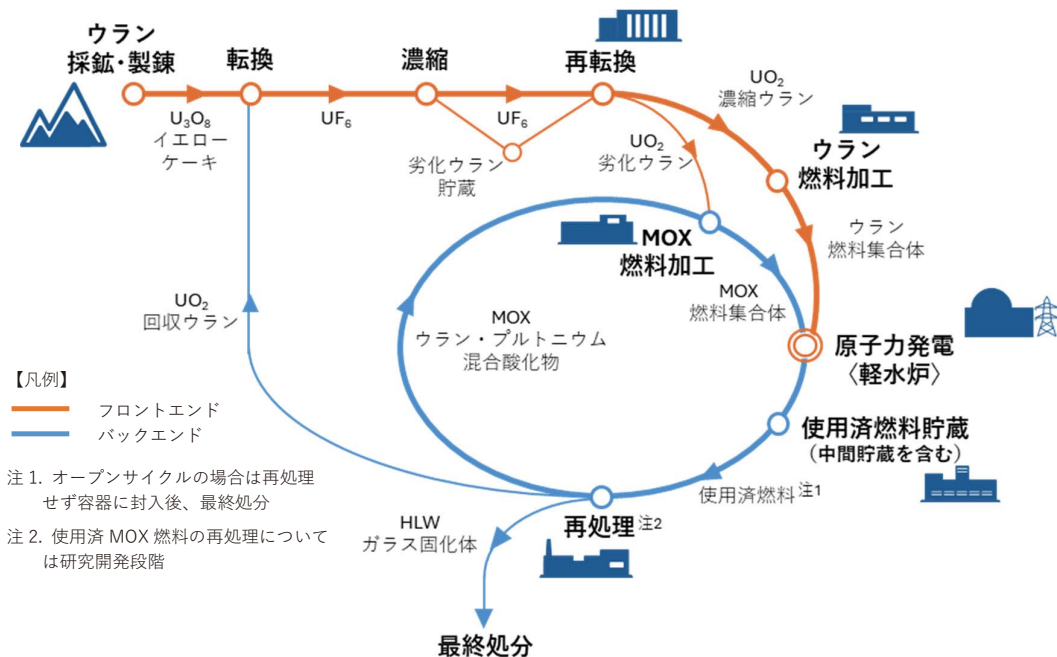 ウラン
採鉱・製錬
転換
濃縮
再転換
U₃O₈
イエロー
ケーキ
UF₆
UF₆
劣化ウラン
貯蔵
UO₂
劣化ウラン
UO₂
濃縮ウラン
ウラン
燃料加工
ウラン
燃料集合体
MOX
燃料加工
MOX
燃料集合体
UO₂
回収ウラン
MOX
ウラン・プルトニウム
混合酸化物
原子力発電
〈軽水炉〉
【凡例】
フロントエンド
バックエンド
使用済燃料貯蔵
(中間貯蔵を含む)
注 1. オープンサイクルの場合は再処理
せず容器に封入後、最終処分
注 2. 使用済 MOX 燃料の再処理について
は研究開発段階
使用済燃料注1
再処理注2
HLW
ガラス固化体
最終処分